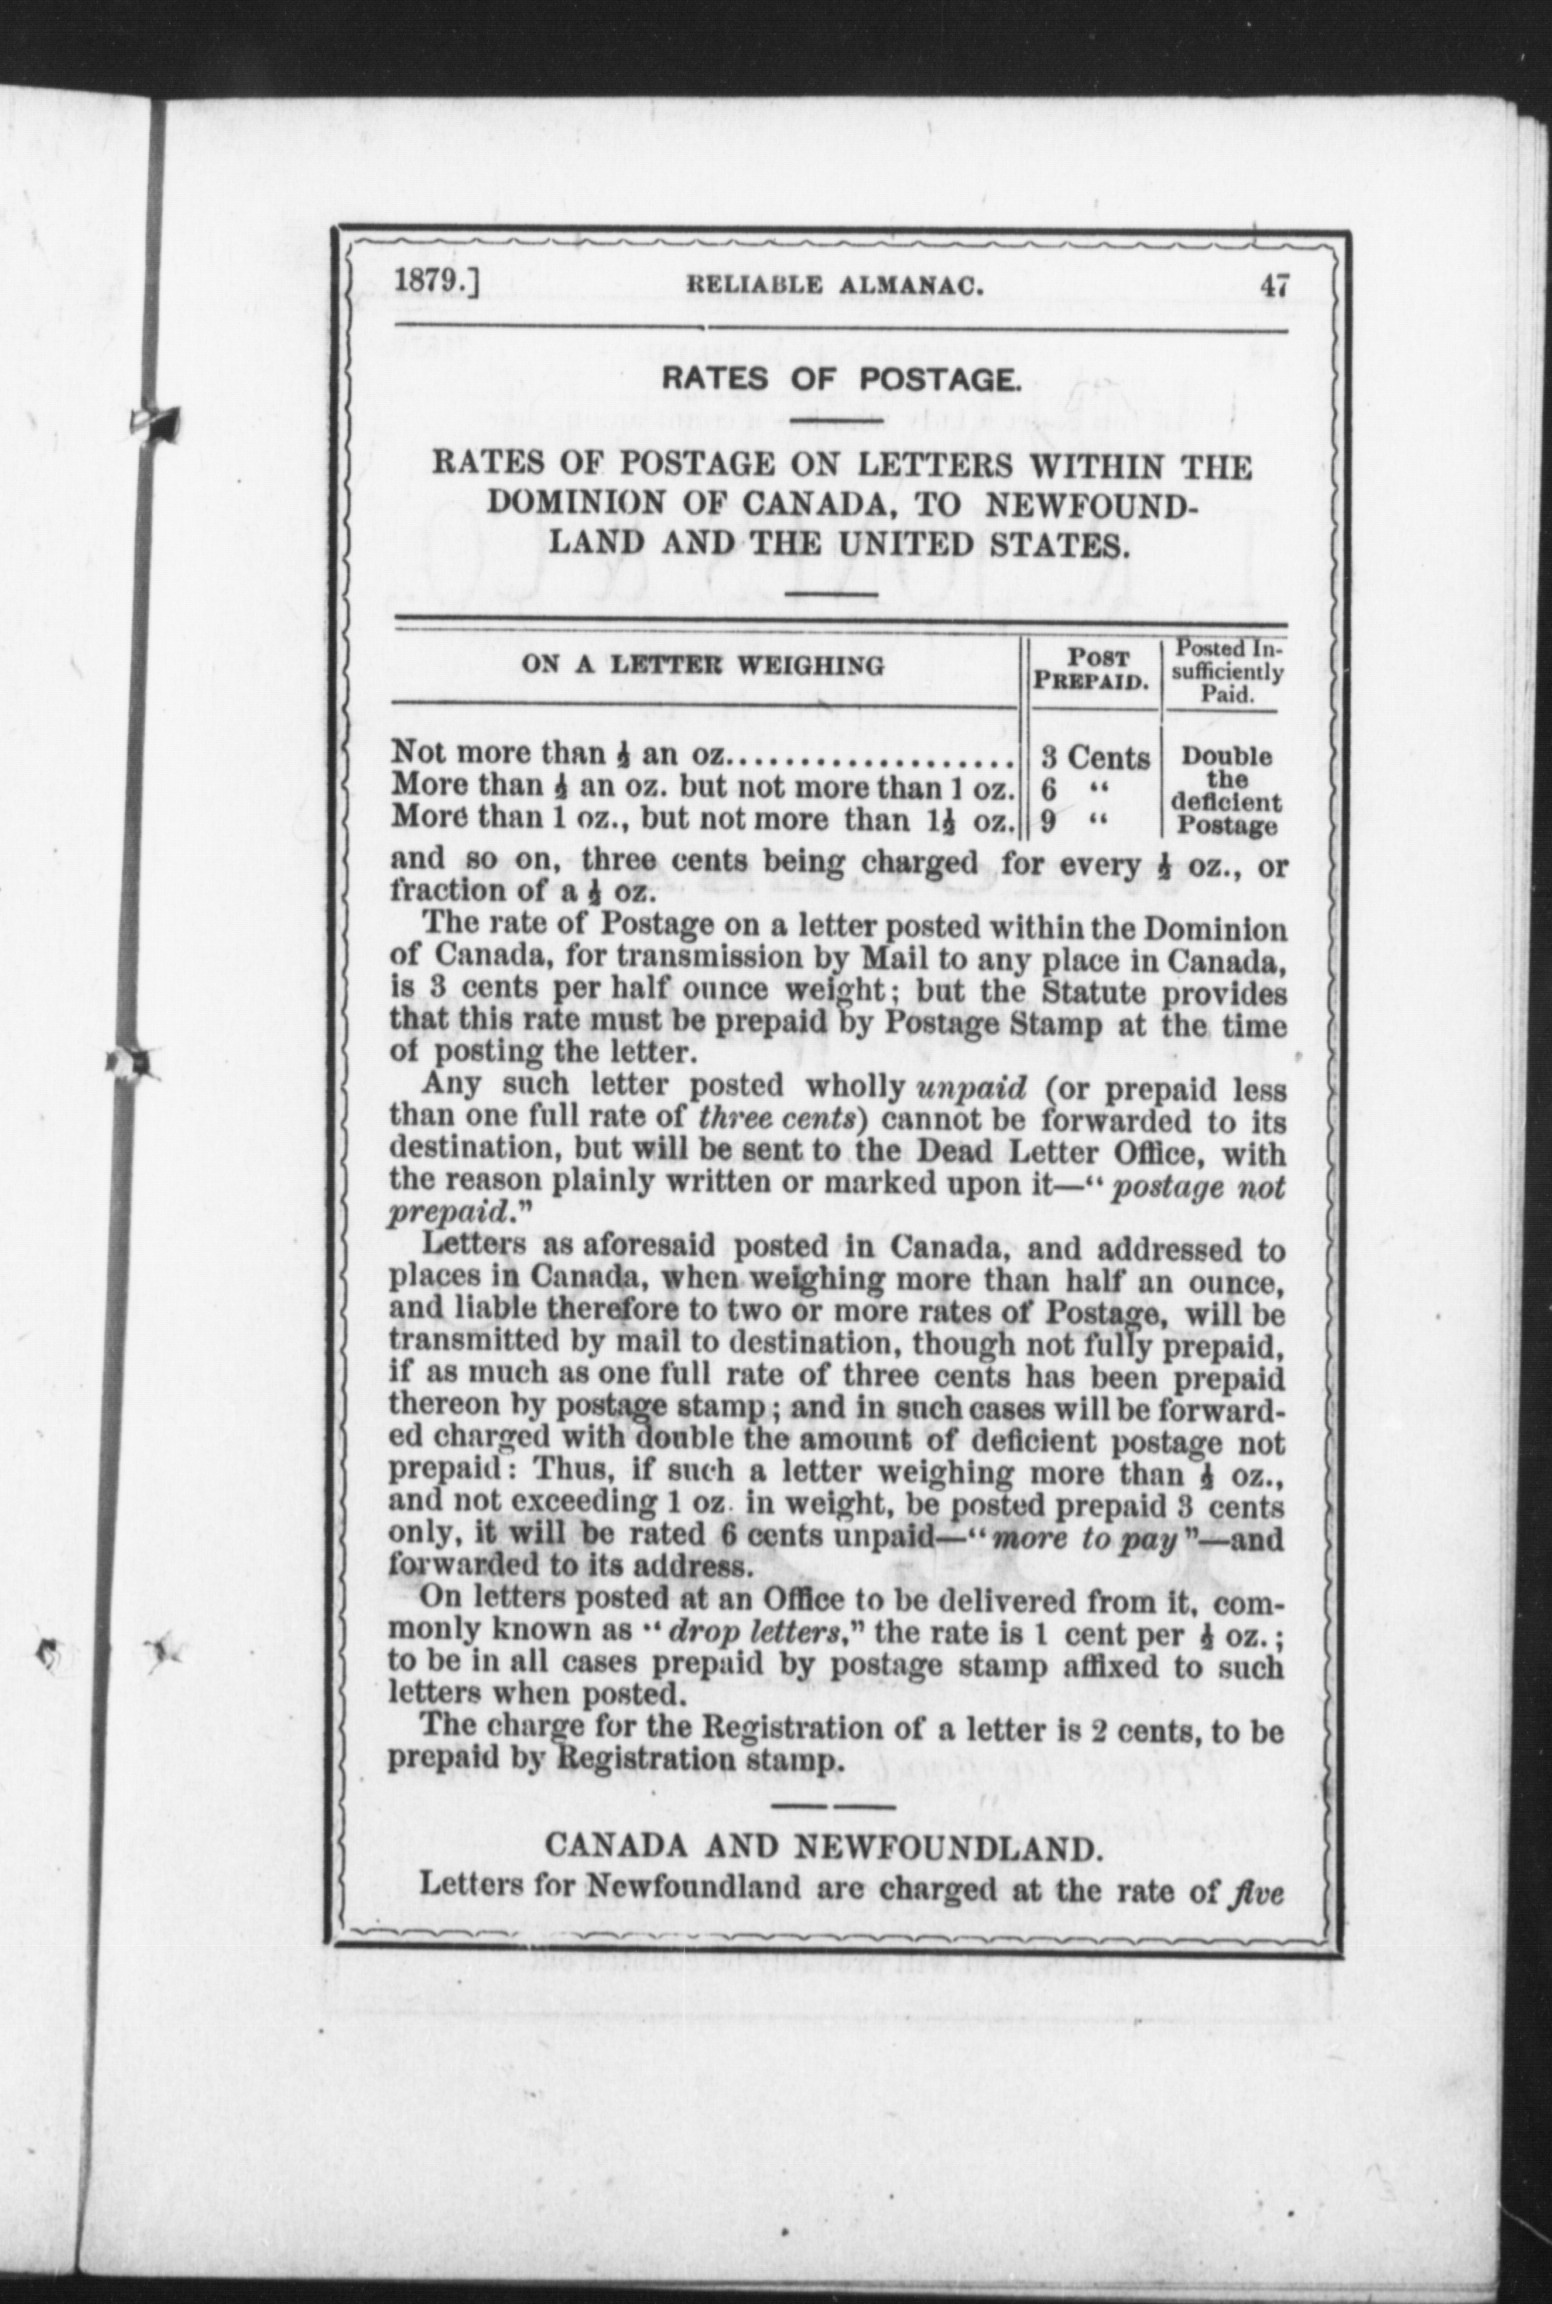 1879.] RELIABLE ALMANAC. 47
RATES OF POSTAGE.
RATES OF POSTAGE ON LETTERS WITHIN THE
DOMINION OF CANADA, TO NEWFOUND-
LAND AND THE UNITED STATES.
ON A LETTER WEIGHING
POST
PREPAID.
Posted In-
sufficiently
Paid.
Not more than ½ an oz.................... 3 Cents
More than ½ an oz. but not more than 1 oz. 6 “
More than 1 oz., but not more than 1½ oz. 9 “
Double
the
deficient
Postage
and so on, three cents being charged for every ½ oz., or
fraction of a ½ oz.
The rate of Postage on a letter posted within the Dominion
of Canada, for transmission by Mail to any place in Canada,
is 3 cents per half ounce weight; but the Statute provides
that this rate must be prepaid by Postage Stamp at the time
of posting the letter.
Any such letter posted wholly unpaid (or prepaid less
than one full rate of three cents) cannot be forwarded to its
destination, but will be sent to the Dead Letter Office, with
the reason plainly written or marked upon it—“ postage not
prepaid.”
Letters as aforesaid posted in Canada, and addressed to
places in Canada, when weighing more than half an ounce,
and liable therefore to two or more rates of Postage, will be
transmitted by mail to destination, though not fully prepaid,
if as much as one full rate of three cents has been prepaid
thereon by postage stamp; and in such cases will be forward-
ed charged with double the amount of deficient postage not
prepaid: Thus, if such a letter weighing more than ½ oz.,
and not exceeding 1 oz. in weight, be posted prepaid 3 cents
only, it will be rated 6 cents unpaid—“ more to pay ”—and
forwarded to its address.
On letters posted at an Office to be delivered from it, com-
monly known as “ drop letters,” the rate is 1 cent per ½ oz.;
to be in all cases prepaid by postage stamp affixed to such
letters when posted.
The charge for the Registration of a letter is 2 cents, to be
prepaid by Registration stamp.
CANADA AND NEWFOUNDLAND.
Letters for Newfoundland are charged at the rate of five